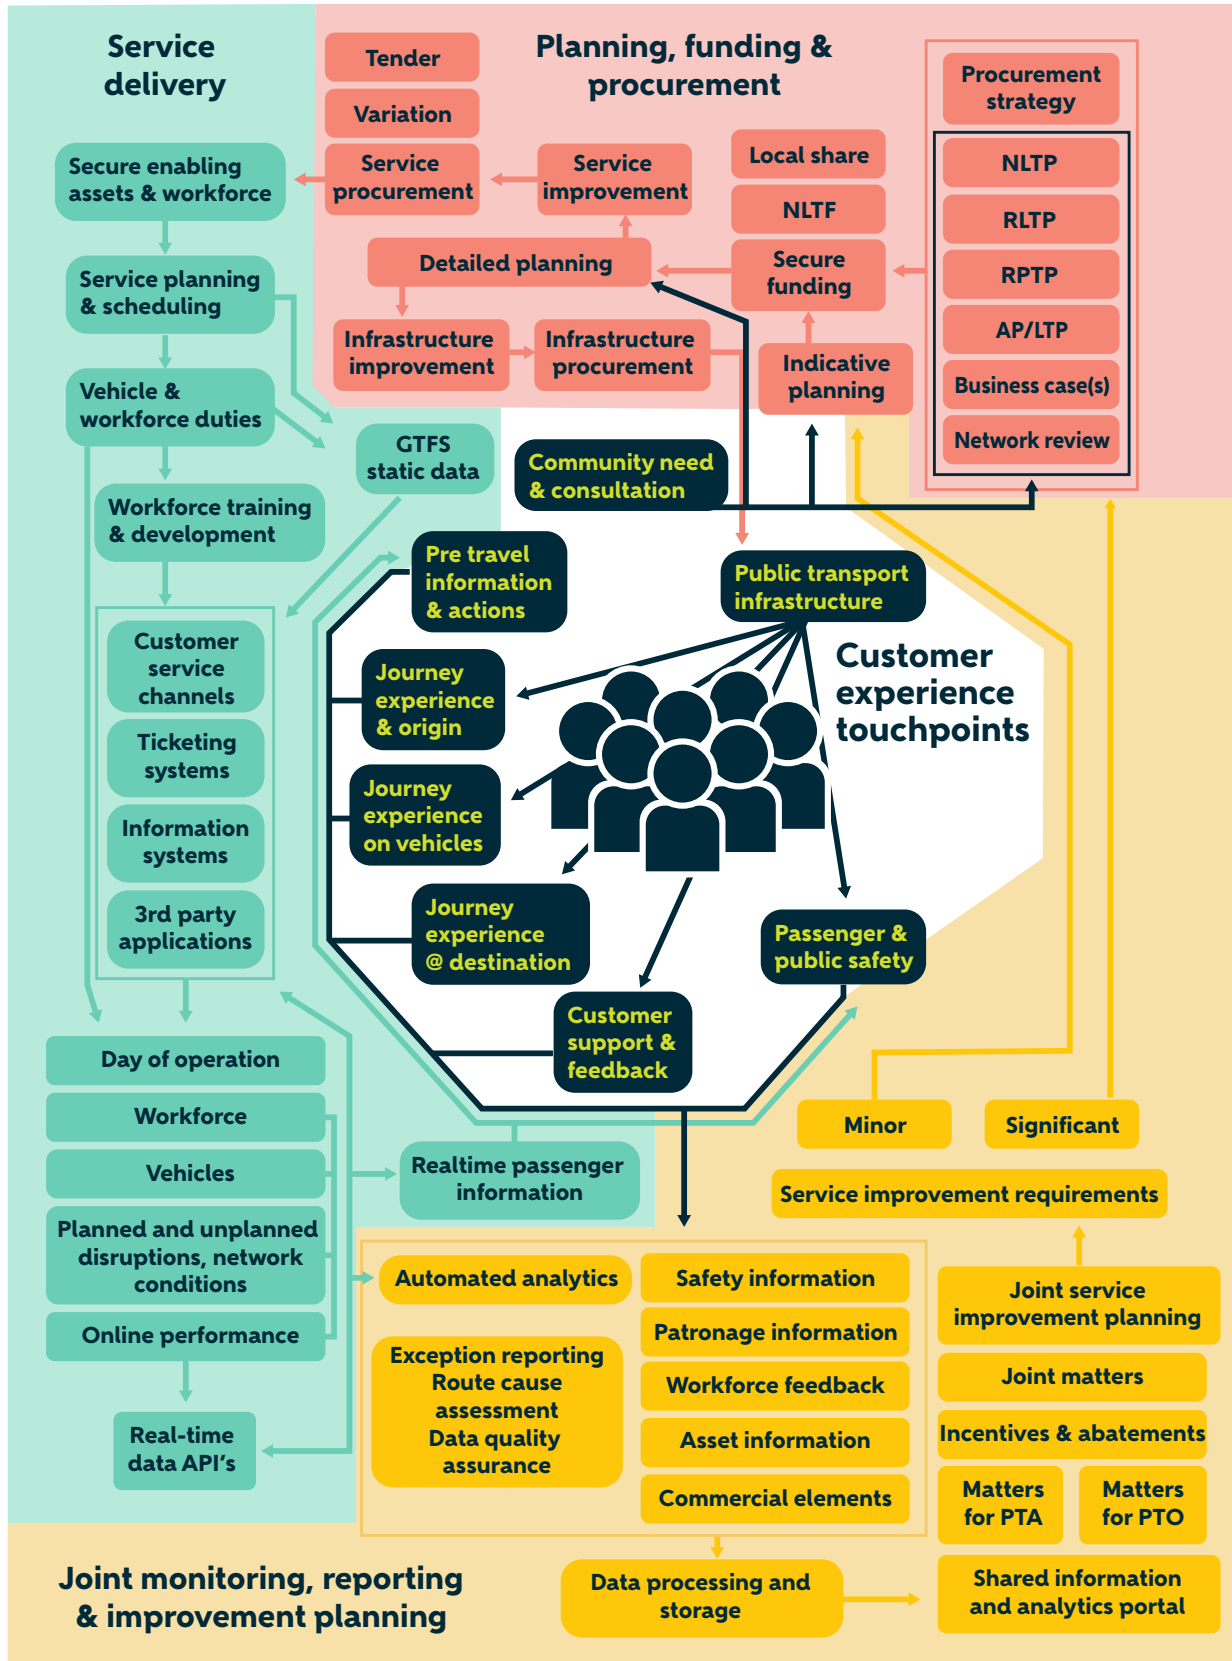 Service
delivery
Planning, funding &
procurement
Tender
Variation
Service
procurement
Service
improvement
Local share
NLTF
Secure
funding
Detailed planning
Infrastructure
improvement
Infrastructure
procurement
Indicative
planning
Procurement
strategy
NLTP
RLTP
RPTP
AP/LTP
Business case(s)
Network review
Secure enabling
assets & workforce
Service planning
& scheduling
Vehicle &
workforce duties
GTFS
static data
Workforce training
& development
Customer
service
channels
Ticketing
systems
Information
systems
3rd party
applications
Day of operation
Workforce
Vehicles
Planned and unplanned
disruptions, network
conditions
Online performance
Real-time
data API's
Realtime passenger
information
Community need
& consultation
Pre travel
information
& actions
Public transport
infrastructure
Customer
experience
touchpoints
Journey
experience
& origin
Journey
experience
on vehicles
Journey
experience
@ destination
Customer
support &
feedback
Passenger &
public safety
Minor
Significant
Service improvement requirements
Joint service
improvement planning
Joint matters
Incentives & abatements
Matters
for PTA
Matters
for PTO
Shared information
and analytics portal
Automated analytics
Exception reporting
Route cause
assessment
Data quality
assurance
Safety information
Patronage information
Workforce feedback
Asset information
Commercial elements
Data processing and
storage
Joint monitoring, reporting
& improvement planning